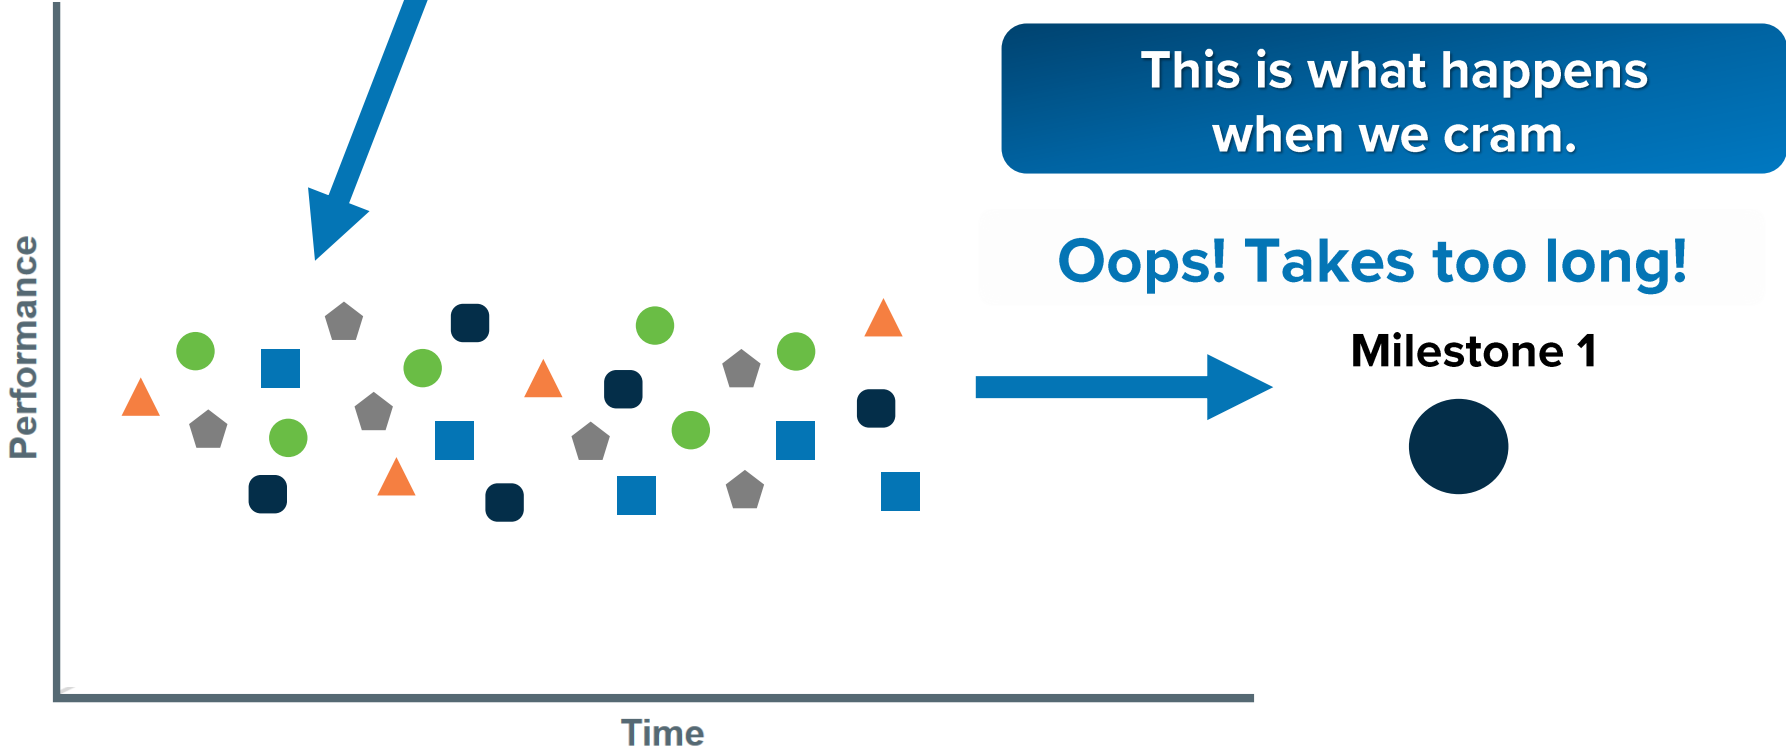 This is what happens
when we cram.
Oops! Takes too long!
Milestone 1
Performance
Time